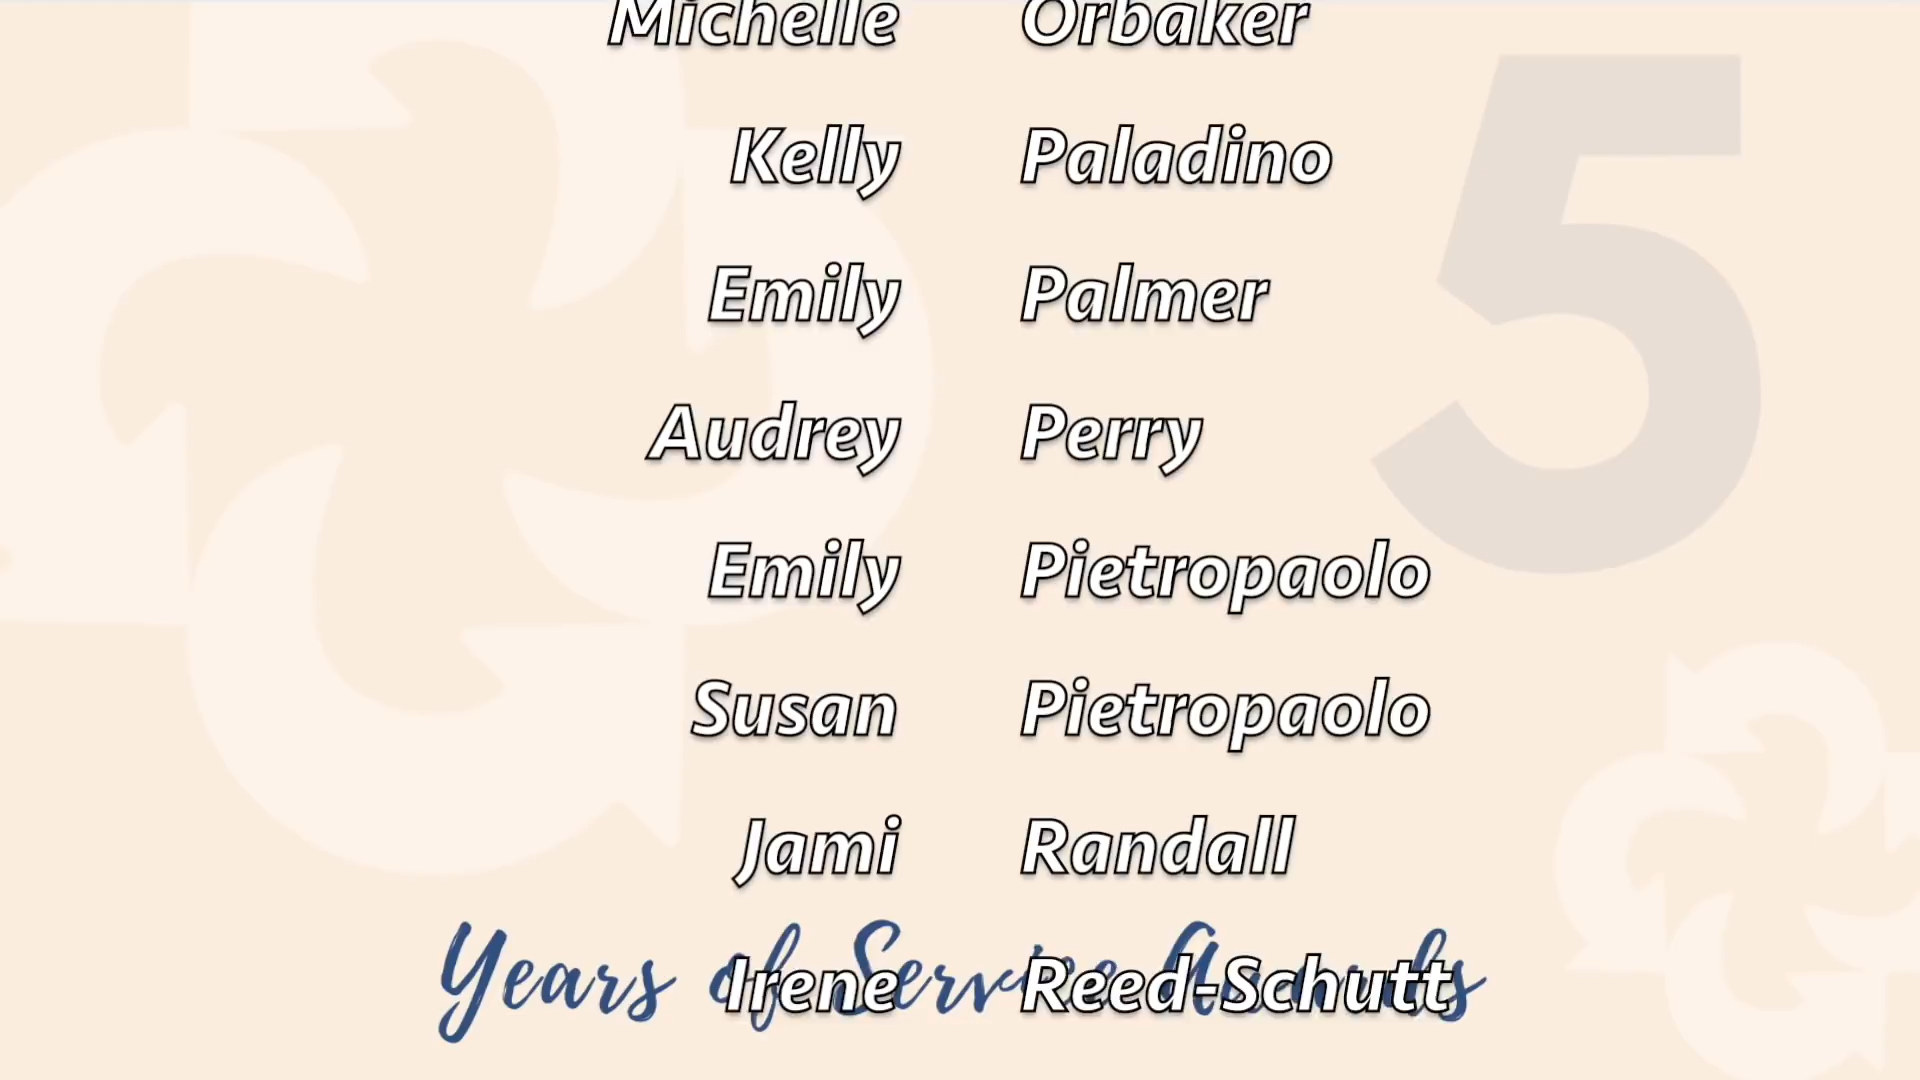 Michelle Orbaker
5
Kelly Paladino
Emily Palmer
Audrey Perry
Emily Pietropaolo
Susan Pietropaolo
Jami Randall
Years of Service Awards
Irene Reed-Schutt